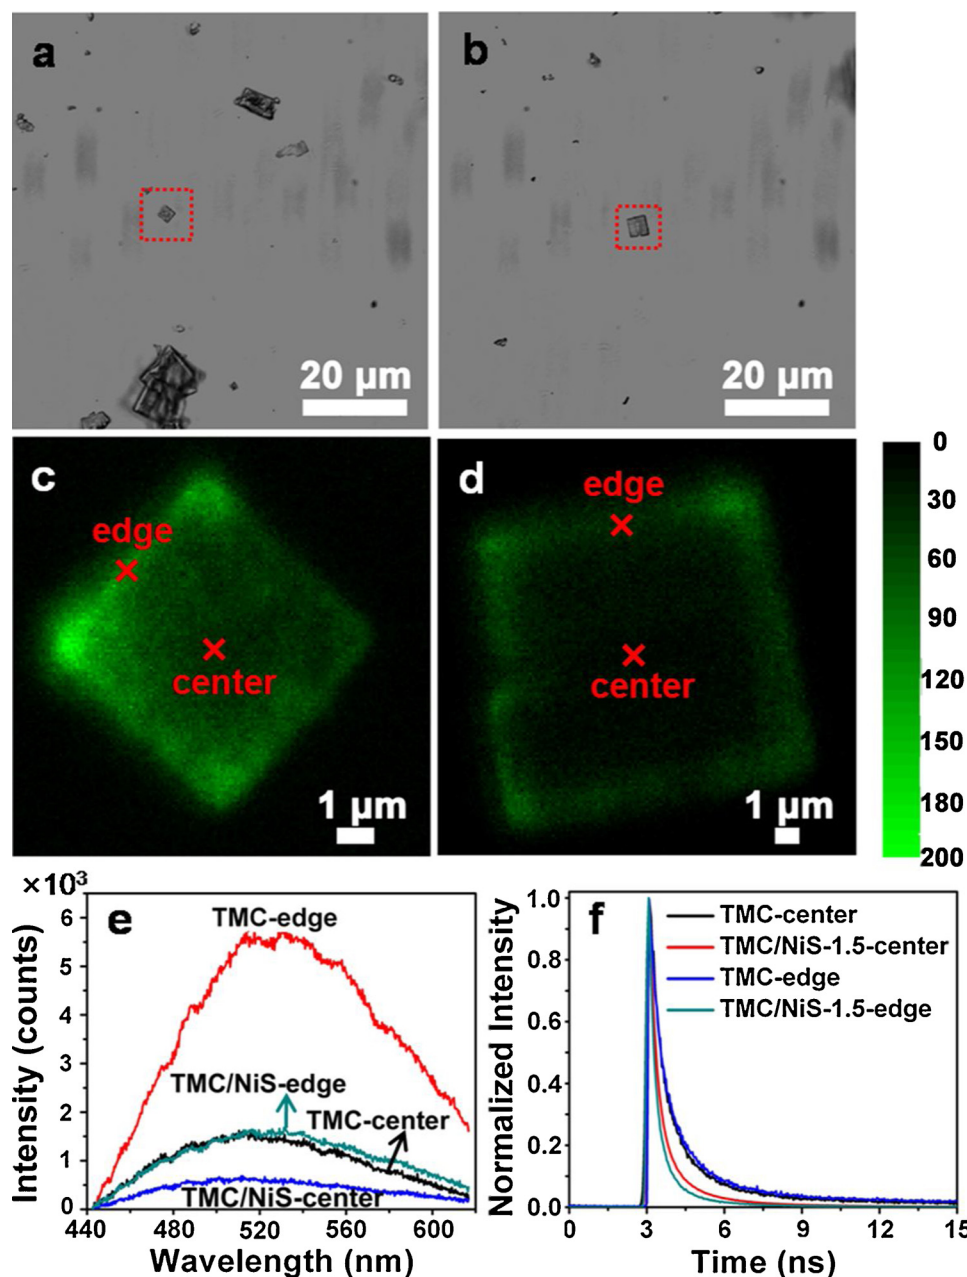 a
b
20 µm
20 µm
c
edge
center
1 µm
d
edge
center
1 µm
0
30
60
90
120
150
180
200
×10³
e
TMC-edge
TMC/NiS-edge
TMC-center
TMC/NiS-center
Intensity (counts)
6
5
4
3
2
1
0
440
480
520
560
600
Wavelength (nm)
f
TMC-center
TMC/NiS-1.5-center
TMC-edge
TMC/NiS-1.5-edge
Normalized Intensity
1.0
0.8
0.6
0.4
0.2
0.0
0
3
6
9
12
15
Time (ns)